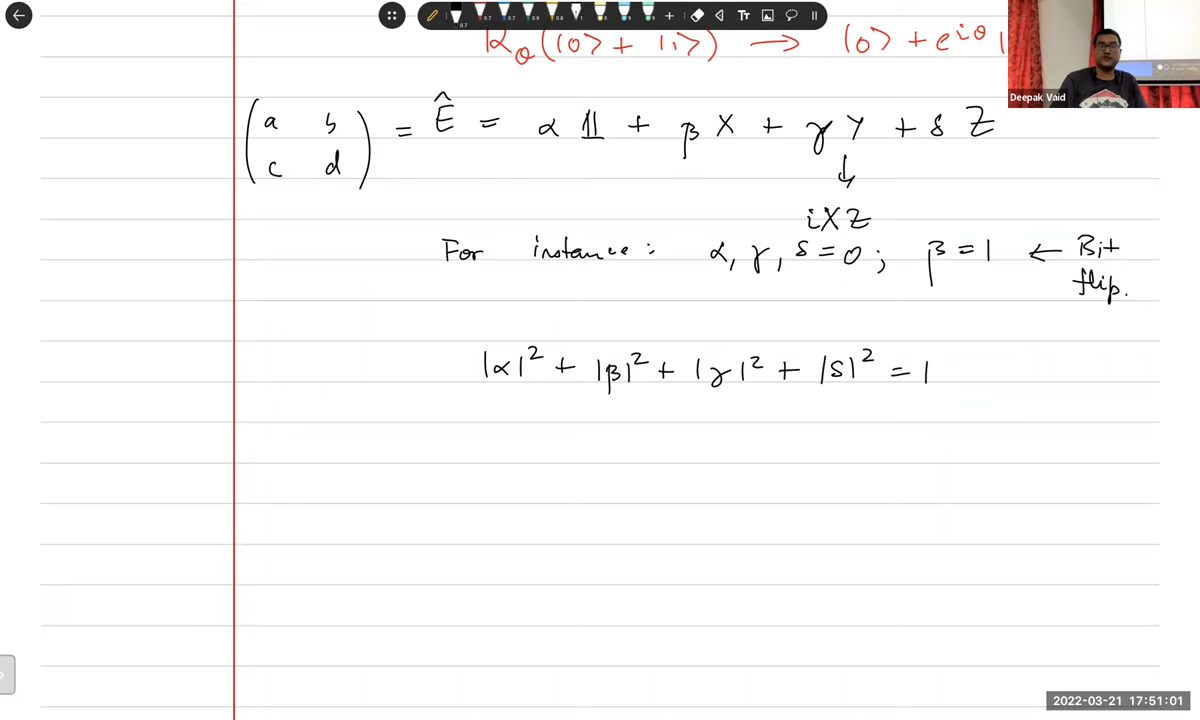 R_θ (|0⟩ + |1⟩) → |0⟩ + e^{iθ} |
Deepak Vaid
(a b
c d) = Ê = α 𝟙 + β X + γ Y + δ Z
↓
iXZ
For instance: α, γ, δ = 0; β = 1 ← Bit
flip.
|α|² + |β|² + |γ|² + |δ|² = 1
2022-03-21 17:51:01